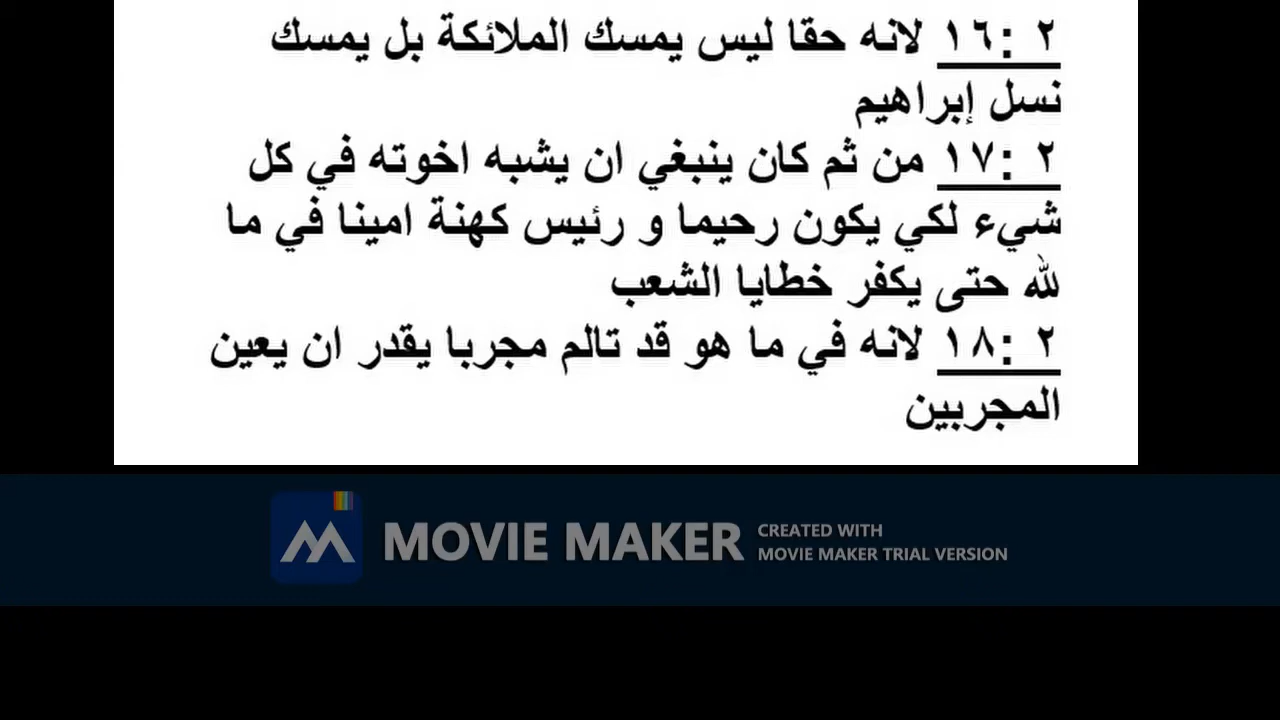 ٢ :١٦ لانه حقا ليس يمسك الملائكة بل يمسك
نسل إبراهيم
٢ :١٧ من ثم كان ينبغي ان يشبه اخوته في كل
شيء لكي يكون رحيما و رئيس كهنة امينا في ما
لله حتى يكفر خطايا الشعب
٢ :١٨ لانه في ما هو قد تالم مجربا يقدر ان يعين
المجربين
MOVIE MAKER
CREATED WITH
MOVIE MAKER TRIAL VERSION